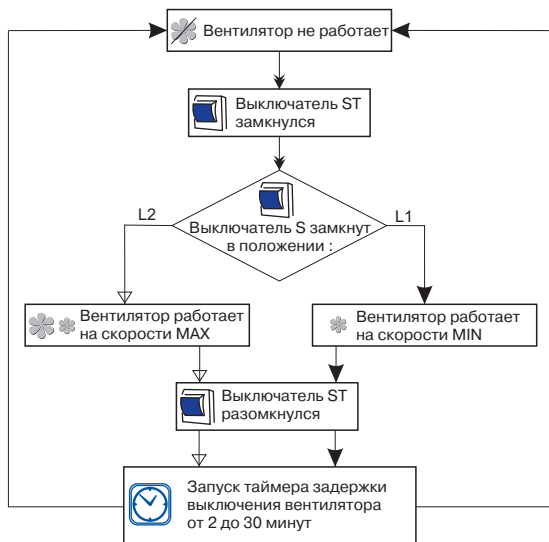 Вентилятор не работает
Выключатель ST
замкнулся
L2
L1
Выключатель S замкнут
в положении :
Вентилятор работает
на скорости MAX
Вентилятор работает
на скорости MIN
Выключатель ST
разомкнулся
Запуск таймера задержки
выключения вентилятора
от 2 до 30 минут